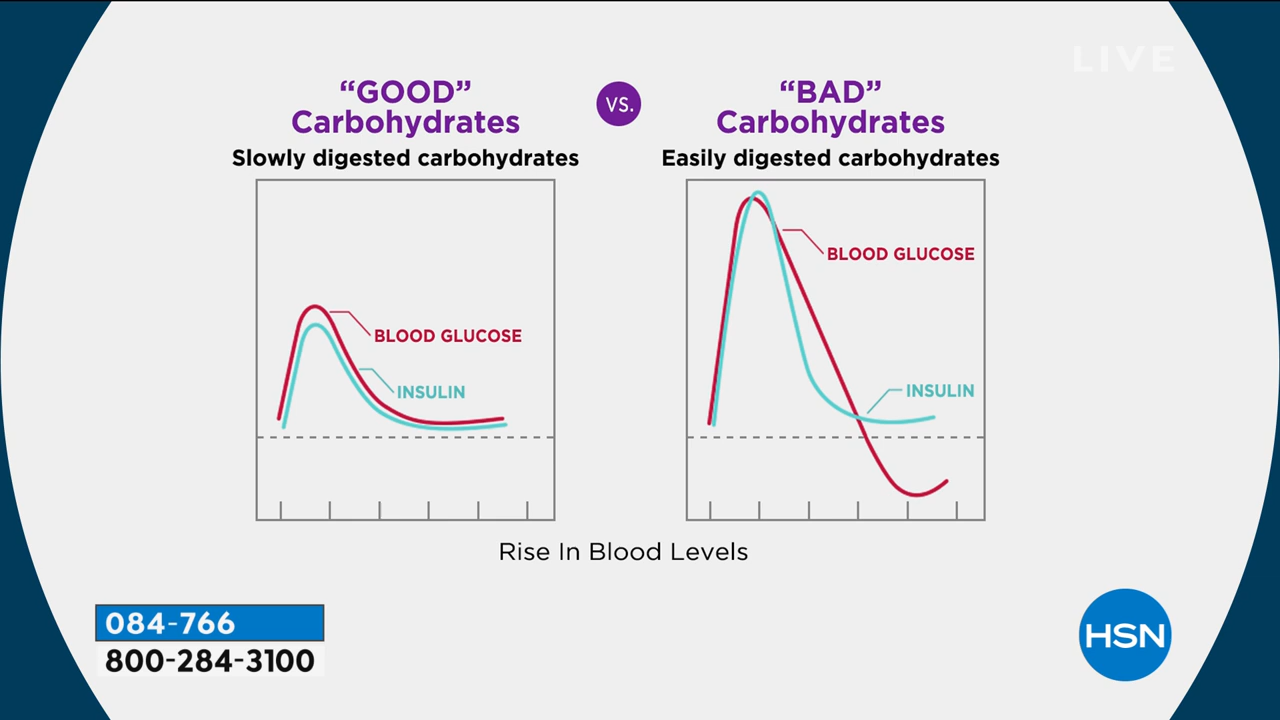 LIVE
“GOOD”
Carbohydrates
Slowly digested carbohydrates
VS.
“BAD”
Carbohydrates
Easily digested carbohydrates
BLOOD GLUCOSE
INSULIN
BLOOD GLUCOSE
INSULIN
Rise In Blood Levels
084-766
800-284-3100
HSN